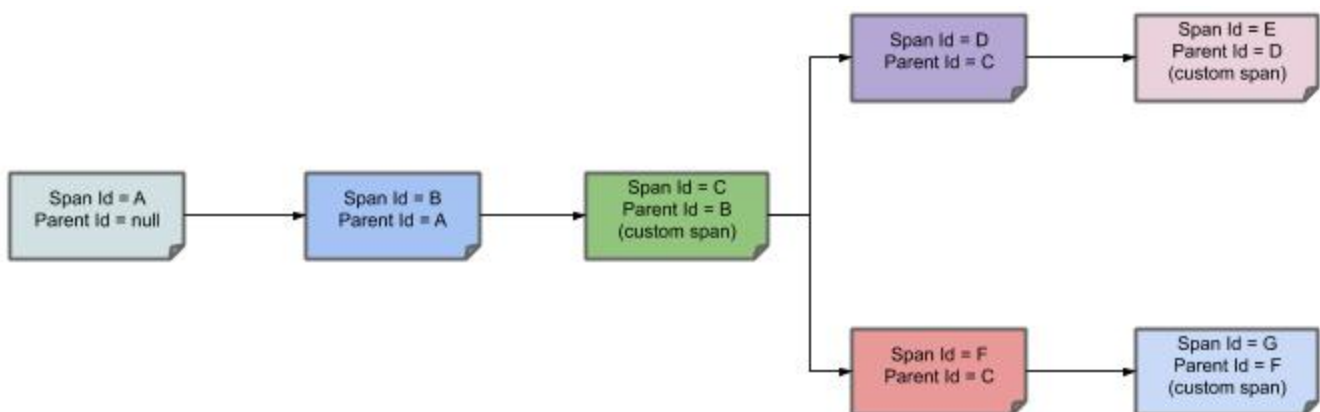 Span Id = A
Parent Id = null
Span Id = B
Parent Id = A
Span Id = C
Parent Id = B
(custom span)
Span Id = D
Parent Id = C
Span Id = E
Parent Id = D
(custom span)
Span Id = F
Parent Id = C
Span Id = G
Parent Id = F
(custom span)